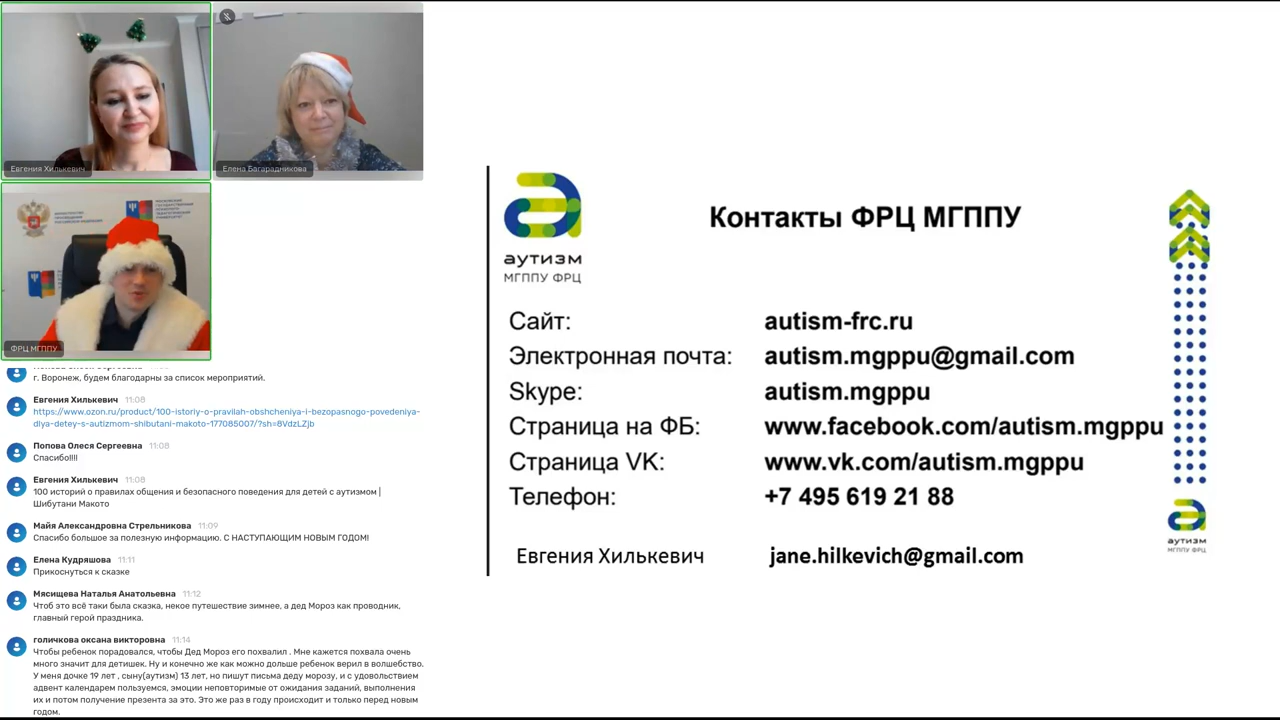 Евгения Хилькевич
Елена Багарадникова
ФРЦ МГППУ
г. Воронеж, будем благодарны за список мероприятий.
Евгения Хилькевич 11:08
https://www.ozon.ru/product/100-istoriy-o-pravilah-obshcheniya-i-bezopasnogo-povedeniya-
dlya-detey-s-autizmom-shibutani-makoto-177085007/?sh=8VdzLZjb
Попова Олеся Сергеевна 11:08
Спасибо!!!!
Евгения Хилькевич 11:08
100 историй о правилах общения и безопасного поведения для детей с аутизмом |
Шибутани Макото
Майя Александровна Стрельникова 11:09
Спасибо большое за полезную информацию. С НАСТУПАЮЩИМ НОВЫМ ГОДОМ!
Елена Кудряшова 11:11
Прикоснуться к сказке
Мясищева Наталья Анатольевна 11:12
Чтоб это всё таки была сказка, некое путешествие зимнее, а дед Мороз как проводник,
главный герой праздника.
голичкова оксана викторовна 11:14
Чтобы ребенок порадовался, чтобы Дед Мороз его похвалил . Мне кажется похвала очень
много значит для детишек. Ну и конечно же как можно дольше ребенок верил в волшебство.
У меня дочке 19 лет , сыну(аутизм) 13 лет, но пишут письма деду морозу, и с удовольствием
адвент календарем пользуемся, эмоции неповторимые от ожидания заданий, выполнения
их и потом получение презента за это. Это же раз в году происходит и только перед новым
годом.
аутизм
МГППУ ФРЦ
Контакты ФРЦ МГППУ
Сайт: autism-frc.ru
Электронная почта: autism.mgppu@gmail.com
Skype: autism.mgppu
Страница на ФБ: www.facebook.com/autism.mgppu
Страница VK: www.vk.com/autism.mgppu
Телефон: +7 495 619 21 88
Евгения Хилькевич jane.hilkevich@gmail.com
аутизм
МГППУ ФРЦ